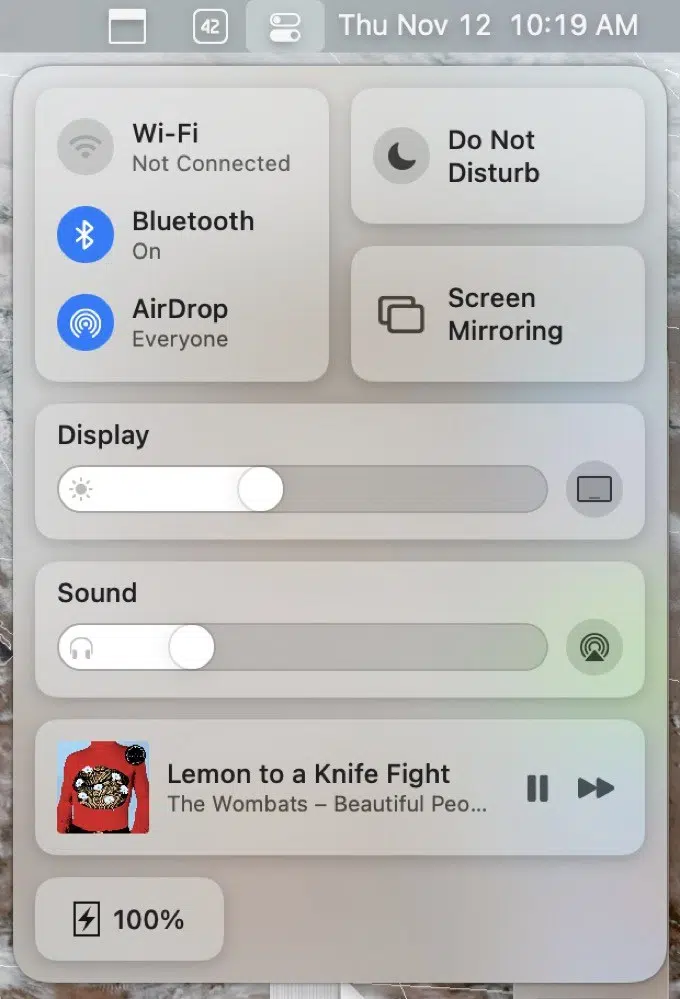 42
Thu Nov 12 10:19 AM
Wi-Fi
Not Connected
Bluetooth
On
AirDrop
Everyone
Do Not
Disturb
Screen
Mirroring
Display
Sound
Lemon to a Knife Fight
The Wombats – Beautiful Peo...
100%